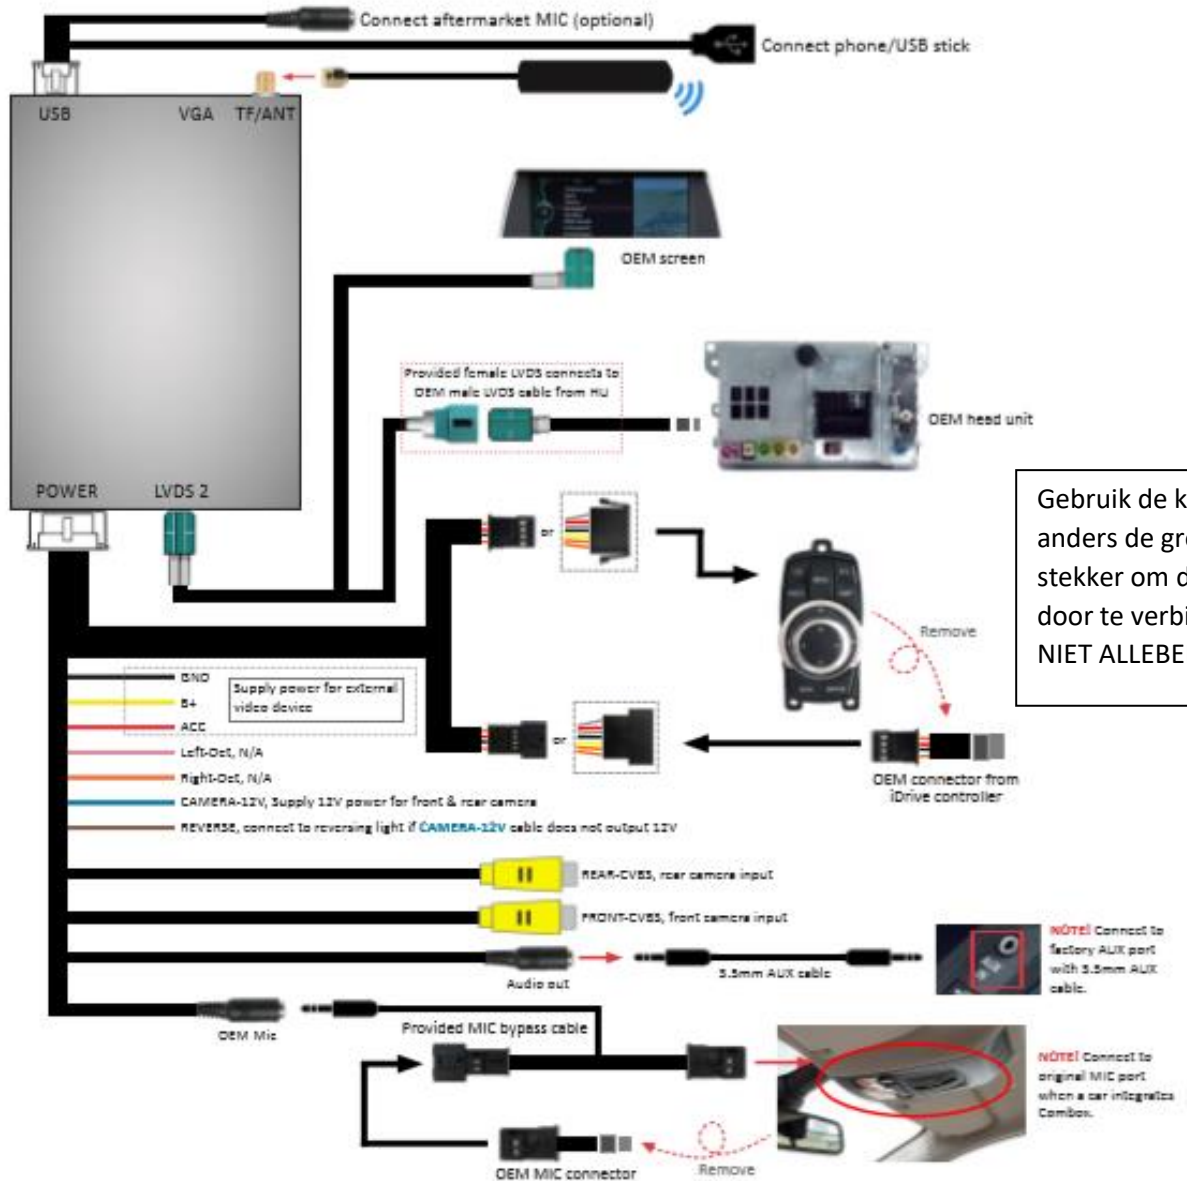 Connect aftermarket MIC (optional)
Connect phone/USB stick
USB
VGA
TF/ANT
OEM screen
Provided female LVDS connects to
OEM male LVDS cable from HU
OEM head unit
POWER
LVDS 2
or
Gebruik de k
anders de gr
stekker om d
door te verbi
NIET ALLEBE
Remove
GND
B+
ACC
Supply power for external
video device
Left-Det, N/A
Right-Det, N/A
CAMERA-12V, Supply 12V power for front & rear camera
REVERSE, connect to reversing light if CAMERA-12V cable does not output 12V
or
OEM connector from
iDrive controller
REAR-CVBS, rear camera input
FRONT-CVBS, front camera input
Audio out
3.5mm AUX cable
NOTE! Connect to
factory AUX port
with 3.5mm AUX
cable.
OEM Mic
Provided MIC bypass cable
NOTE! Connect to
original MIC port
when a car integrates
Combox.
OEM MIC connector
Remove